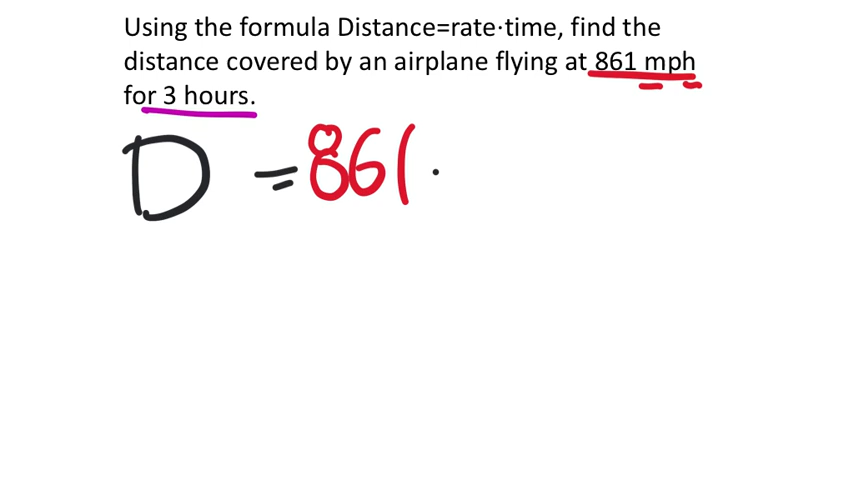 Using the formula Distance=rate·time, find the
distance covered by an airplane flying at 861 mph
for 3 hours.
D = 861 ·